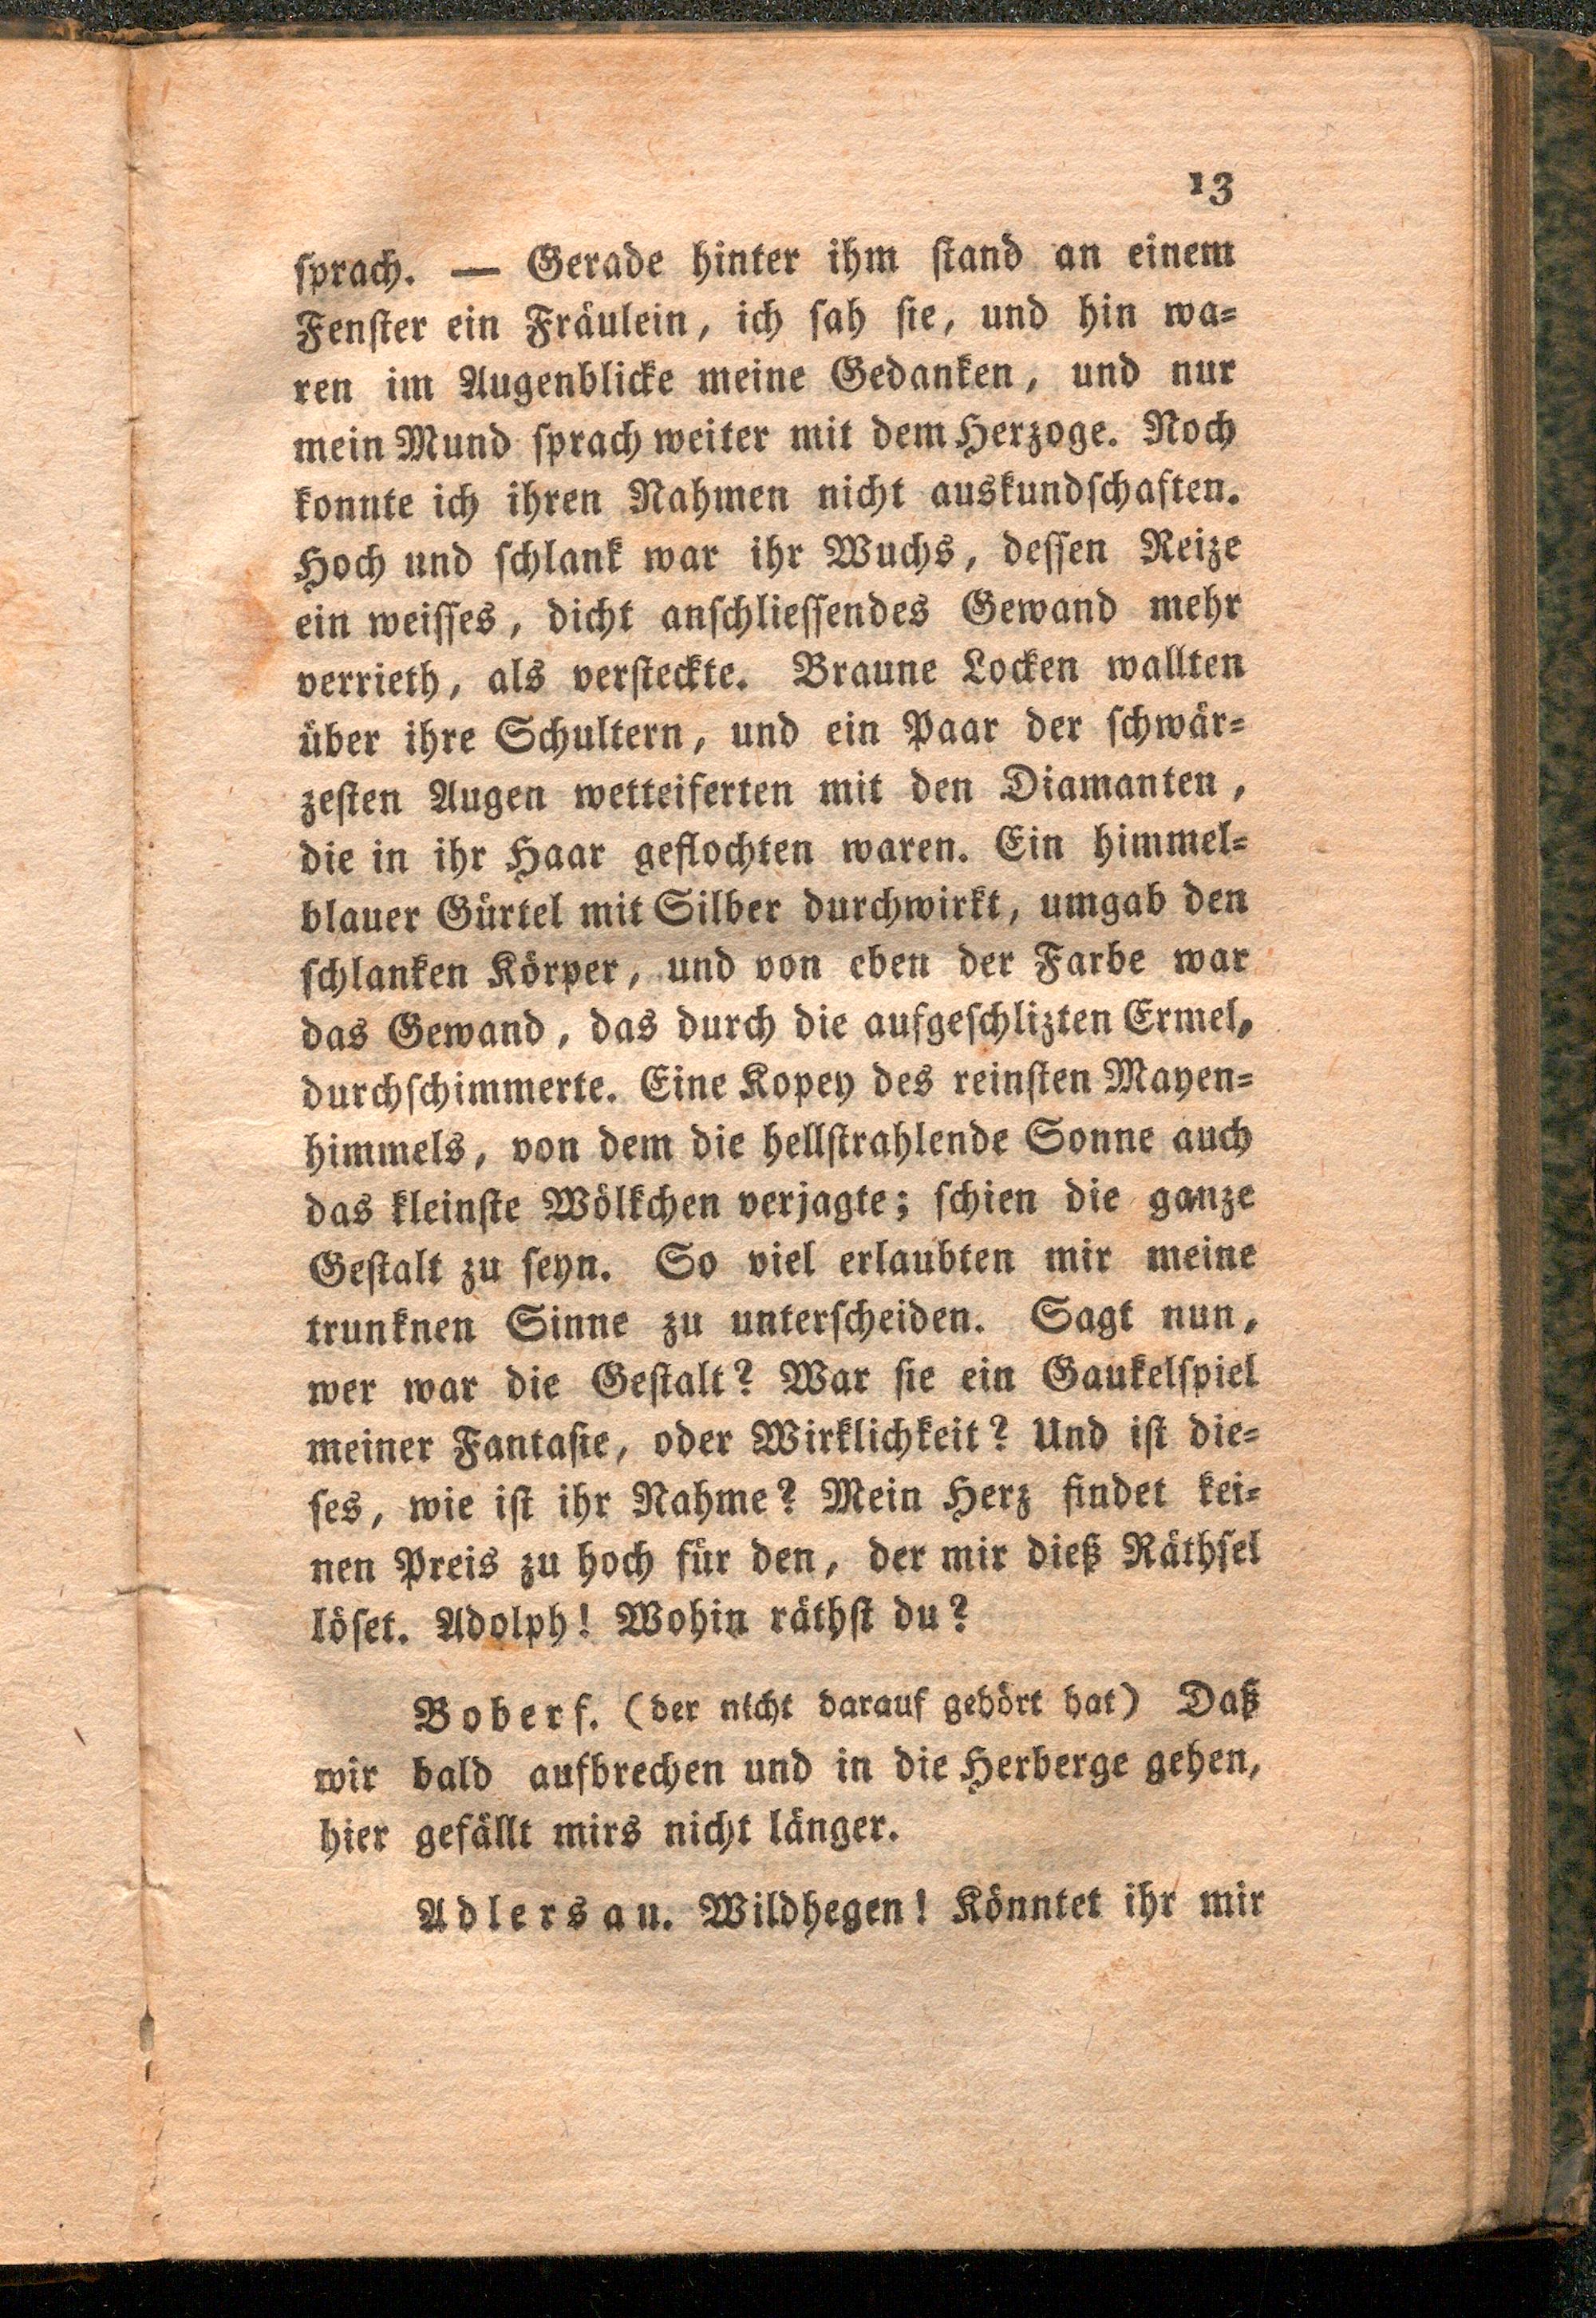 13
sprach. — Gerade hinter ihm stand an einem
Fenster ein Fräulein, ich sah sie, und hin wa-
ren im Augenblicke meine Gedanken, und nur
mein Mund sprach weiter mit dem Herzoge. Noch
konnte ich ihren Nahmen nicht auskundschaften.
Hoch und schlank war ihr Wuchs, dessen Reize
ein weisses, dicht anschliessendes Gewand mehr
verrieth, als versteckte. Braune Locken wallten
über ihre Schultern, und ein Paar der schwär-
zesten Augen wetteiferten mit den Diamanten,
die in ihr Haar geflochten waren. Ein himmel-
blauer Gürtel mit Silber durchwirkt, umgab den
schlanken Körper, und von eben der Farbe war
das Gewand, das durch die aufgeschlizten Ermel,
durchschimmerte. Eine Kopey des reinsten Mayen-
himmels, von dem die hellstrahlende Sonne auch
das kleinste Wölkchen verjagte; schien die ganze
Gestalt zu seyn. So viel erlaubten mir meine
trunknen Sinne zu unterscheiden. Sagt nun,
wer war die Gestalt? War sie ein Gaukelspiel
meiner Fantasie, oder Wirklichkeit? Und ist die-
ses, wie ist ihr Nahme? Mein Herz findet kei-
nen Preis zu hoch für den, der mir dieß Räthsel
löset. Adolph! Wohin räthst du?
Boberf. (der nicht darauf gehört hat) Daß
wir bald aufbrechen und in die Herberge gehen,
hier gefällt mirs nicht länger.
Adlersau. Wildhegen! Könntet ihr mir